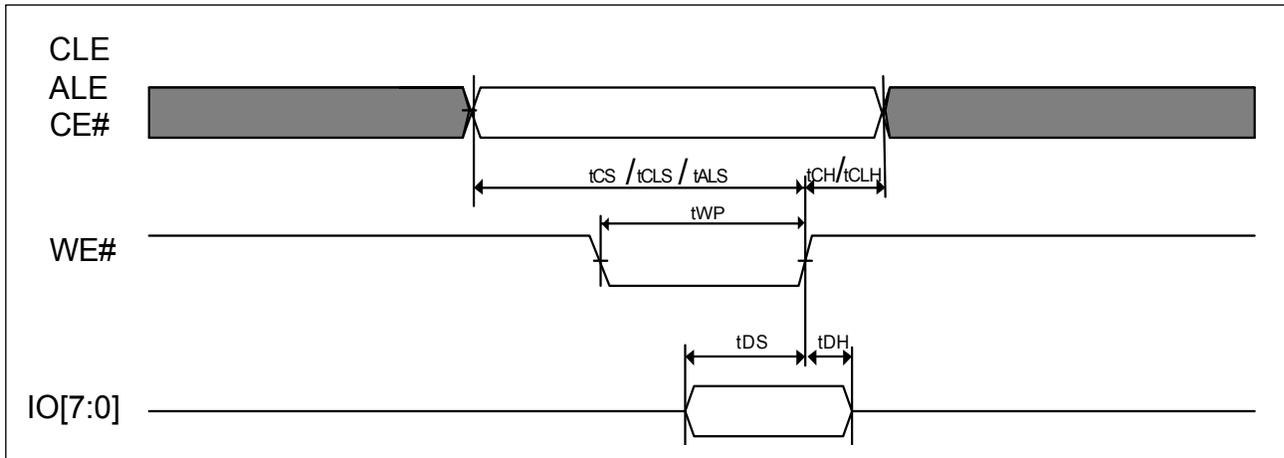 CLE
ALE
CE#
tCS / tCLS / tALS
tCH/tCLH
tWP
WE#
tDS
tDH
IO[7:0]